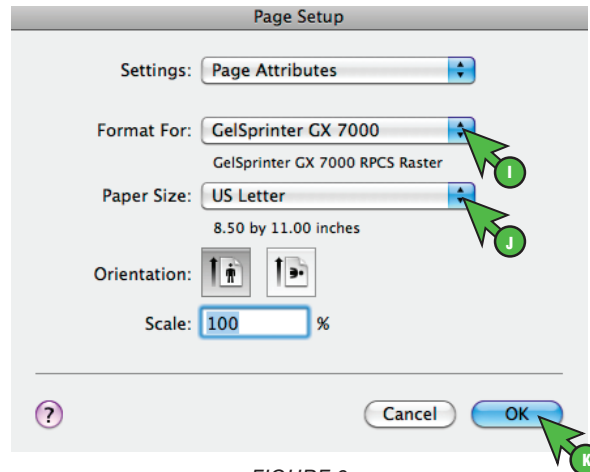 Page Setup
Settings: Page Attributes
Format For: GelSprinter GX 7000
GelSprinter GX 7000 RPCS Raster
I
Paper Size: US Letter
8.50 by 11.00 inches
J
Orientation:
Scale: 100 %
? Cancel OK
K